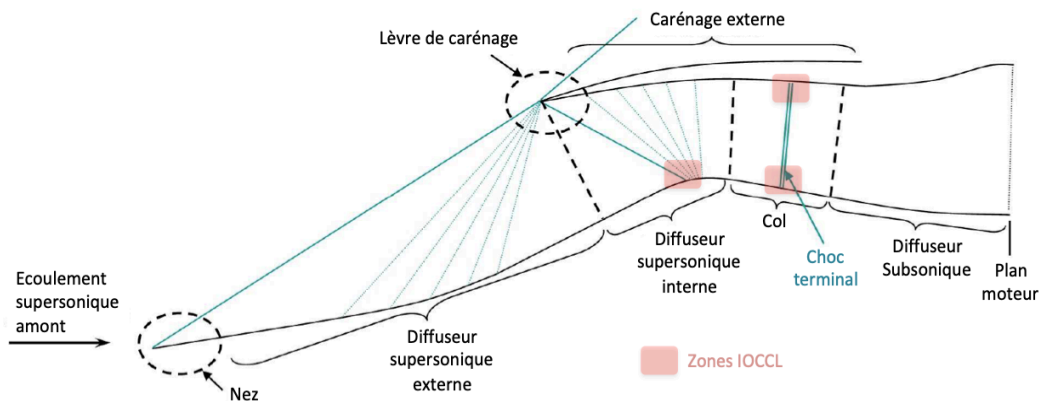 Carénage externe
Lèvre de carénage
Ecoulement
supersonique
amont
Nez
Diffuseur
supersonique
externe
Diffuseur
supersonique
interne
Col
Choc
terminal
Diffuseur
Subsonique
Plan
moteur
Zones IOCCL